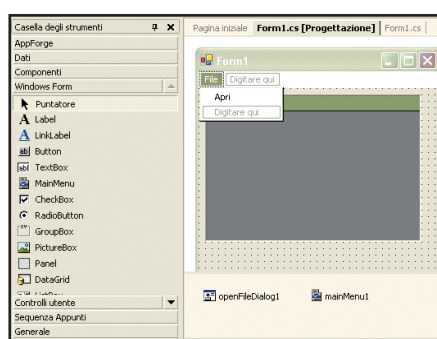 Casella degli strumenti
Pagina iniziale Form1.cs [Progettazione] Form1.cs
AppForge
Dati
Componenti
Windows Form
Puntatore
A Label
A LinkLabel
ab Button
abl TextBox
MainMenu
CheckBox
RadioButton
GroupBox
PictureBox
Panel
DataGrid
Controlli utente
Sequenza Appunti
Generale
Form1
File Digitare qui
Apri
Digitare qui
openFileDialog1 mainMenu1